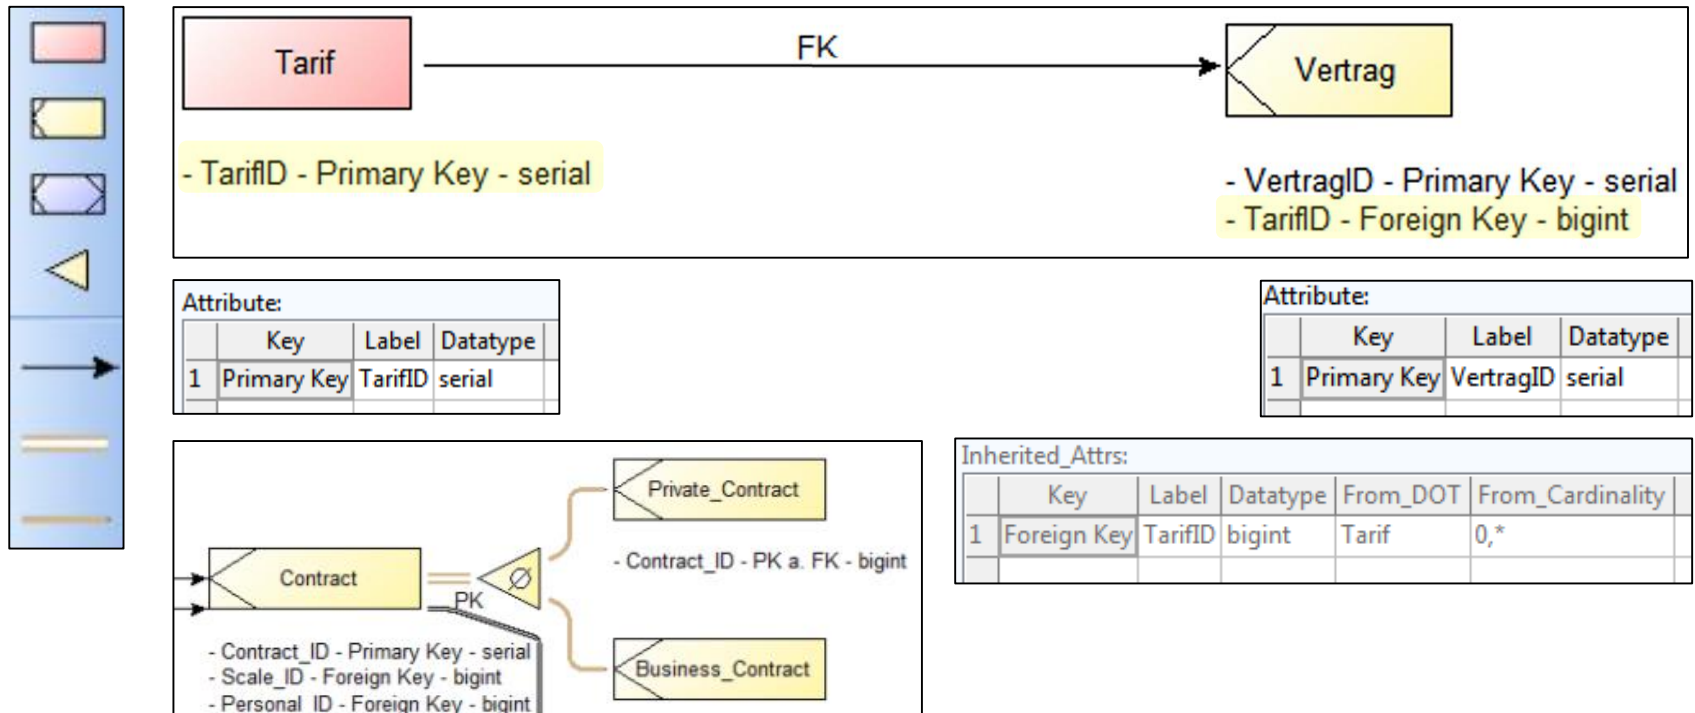 Tarif
FK
Vertrag
- TarifID - Primary Key - serial
- VertragID - Primary Key - serial
- TarifID - Foreign Key - bigint
Attribute:
Key Label Datatype
1 Primary Key TarifID serial
Attribute:
Key Label Datatype
1 Primary Key VertragID serial
Private_Contract
- Contract_ID - PK a. FK - bigint
Contract
PK
Business_Contract
- Contract_ID - Primary Key - serial
- Scale_ID - Foreign Key - bigint
- Personal_ID - Foreign Key - bigint
Inherited_Attrs:
Key Label Datatype From_DOT From_Cardinality
1 Foreign Key TarifID bigint Tarif 0,*